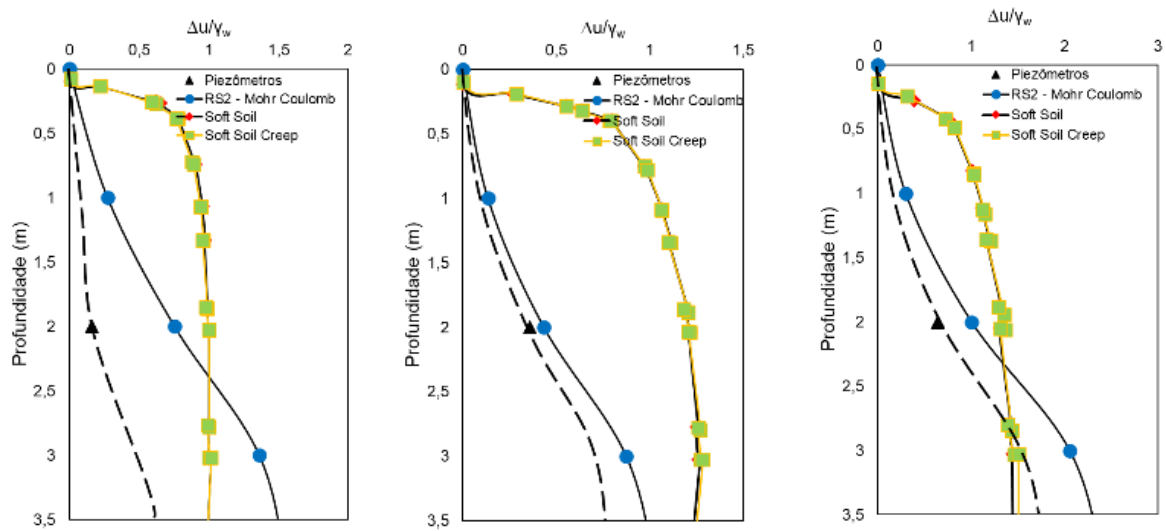 Δu/γw
0 0,5 1 1,5 2
0
0,5
1
1,5
2
2,5
3
3,5
Profundidade (m)
Piezômetros
RS2 - Mohr Coulomb
Soft Soil
Soft Soil Creep
Δu/γw
0 0,5 1 1,5
0
0,5
1
1,5
2
2,5
3
3,5
Profundidade (m)
Piezômetros
RS2 - Mohr Coulomb
Soft Soil
Soft Soil Creep
Δu/γw
0 1 2 3
0
0,5
1
1,5
2
2,5
3
3,5
Profundidade (m)
Piezômetros
RS2 - Mohr Coulomb
Soft Soil
Soft Soil Creep